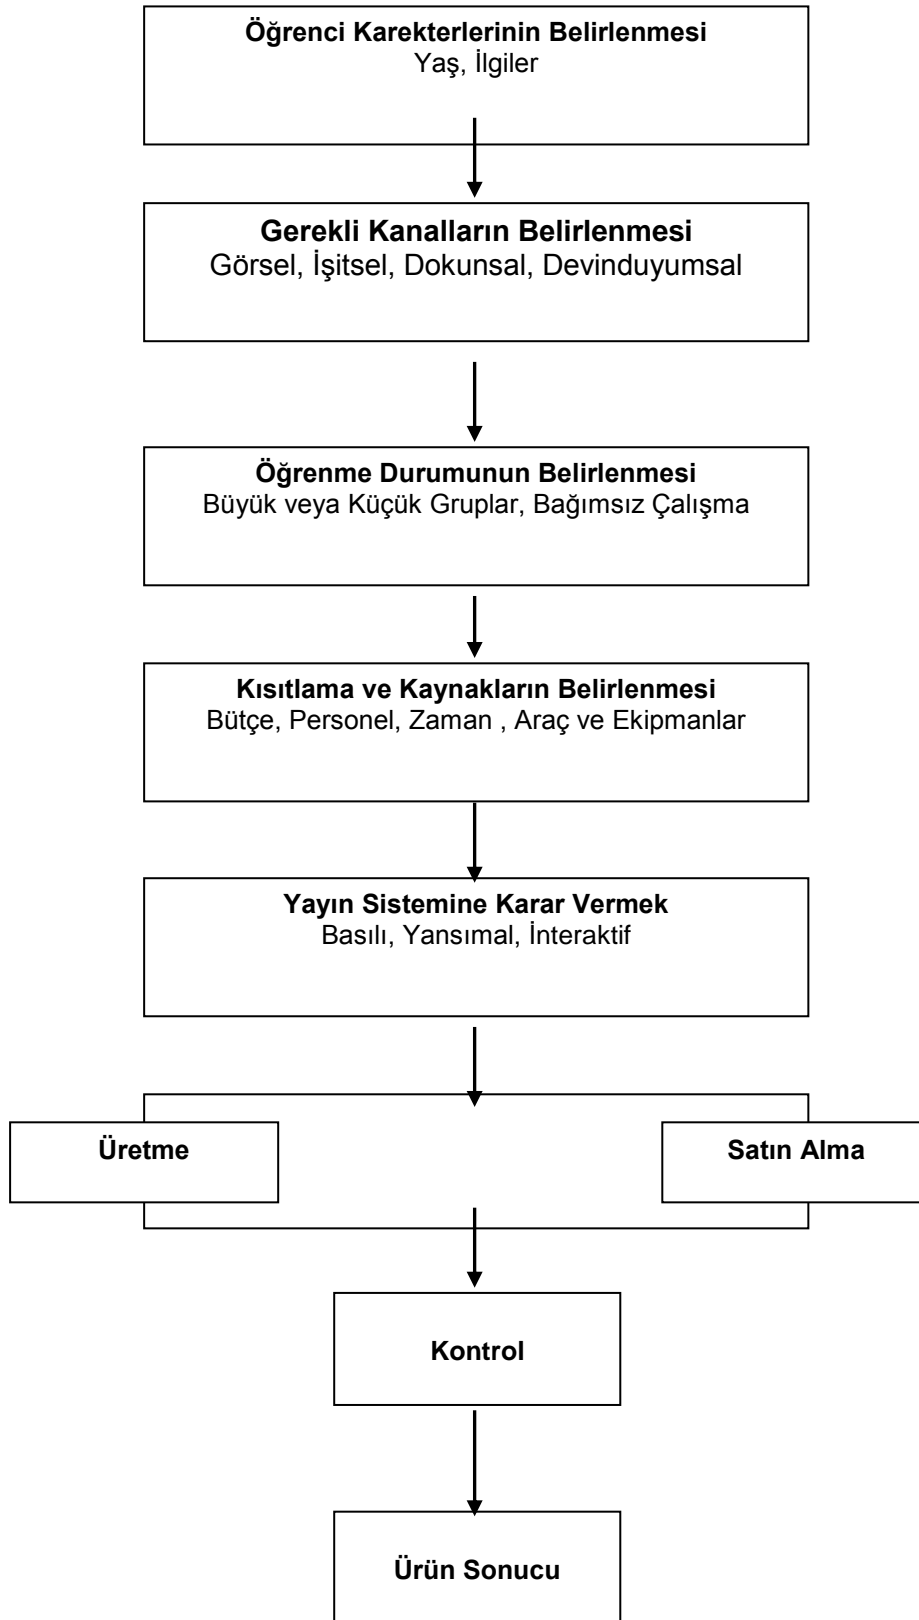 Öğrenci Karekterlerinin Belirlenmesi
Yaş, İlgiler
Gerekli Kanalların Belirlenmesi
Görsel, İşitsel, Dokunsal, Devinduyumsal
Öğrenme Durumunun Belirlenmesi
Büyük veya Küçük Gruplar, Bağımsız Çalışma
Kısıtlama ve Kaynakların Belirlenmesi
Bütçe, Personel, Zaman , Araç ve Ekipmanlar
Yayın Sistemine Karar Vermek
Basılı, Yansımal, İnteraktif
Üretme
Satın Alma
Kontrol
Ürün Sonucu